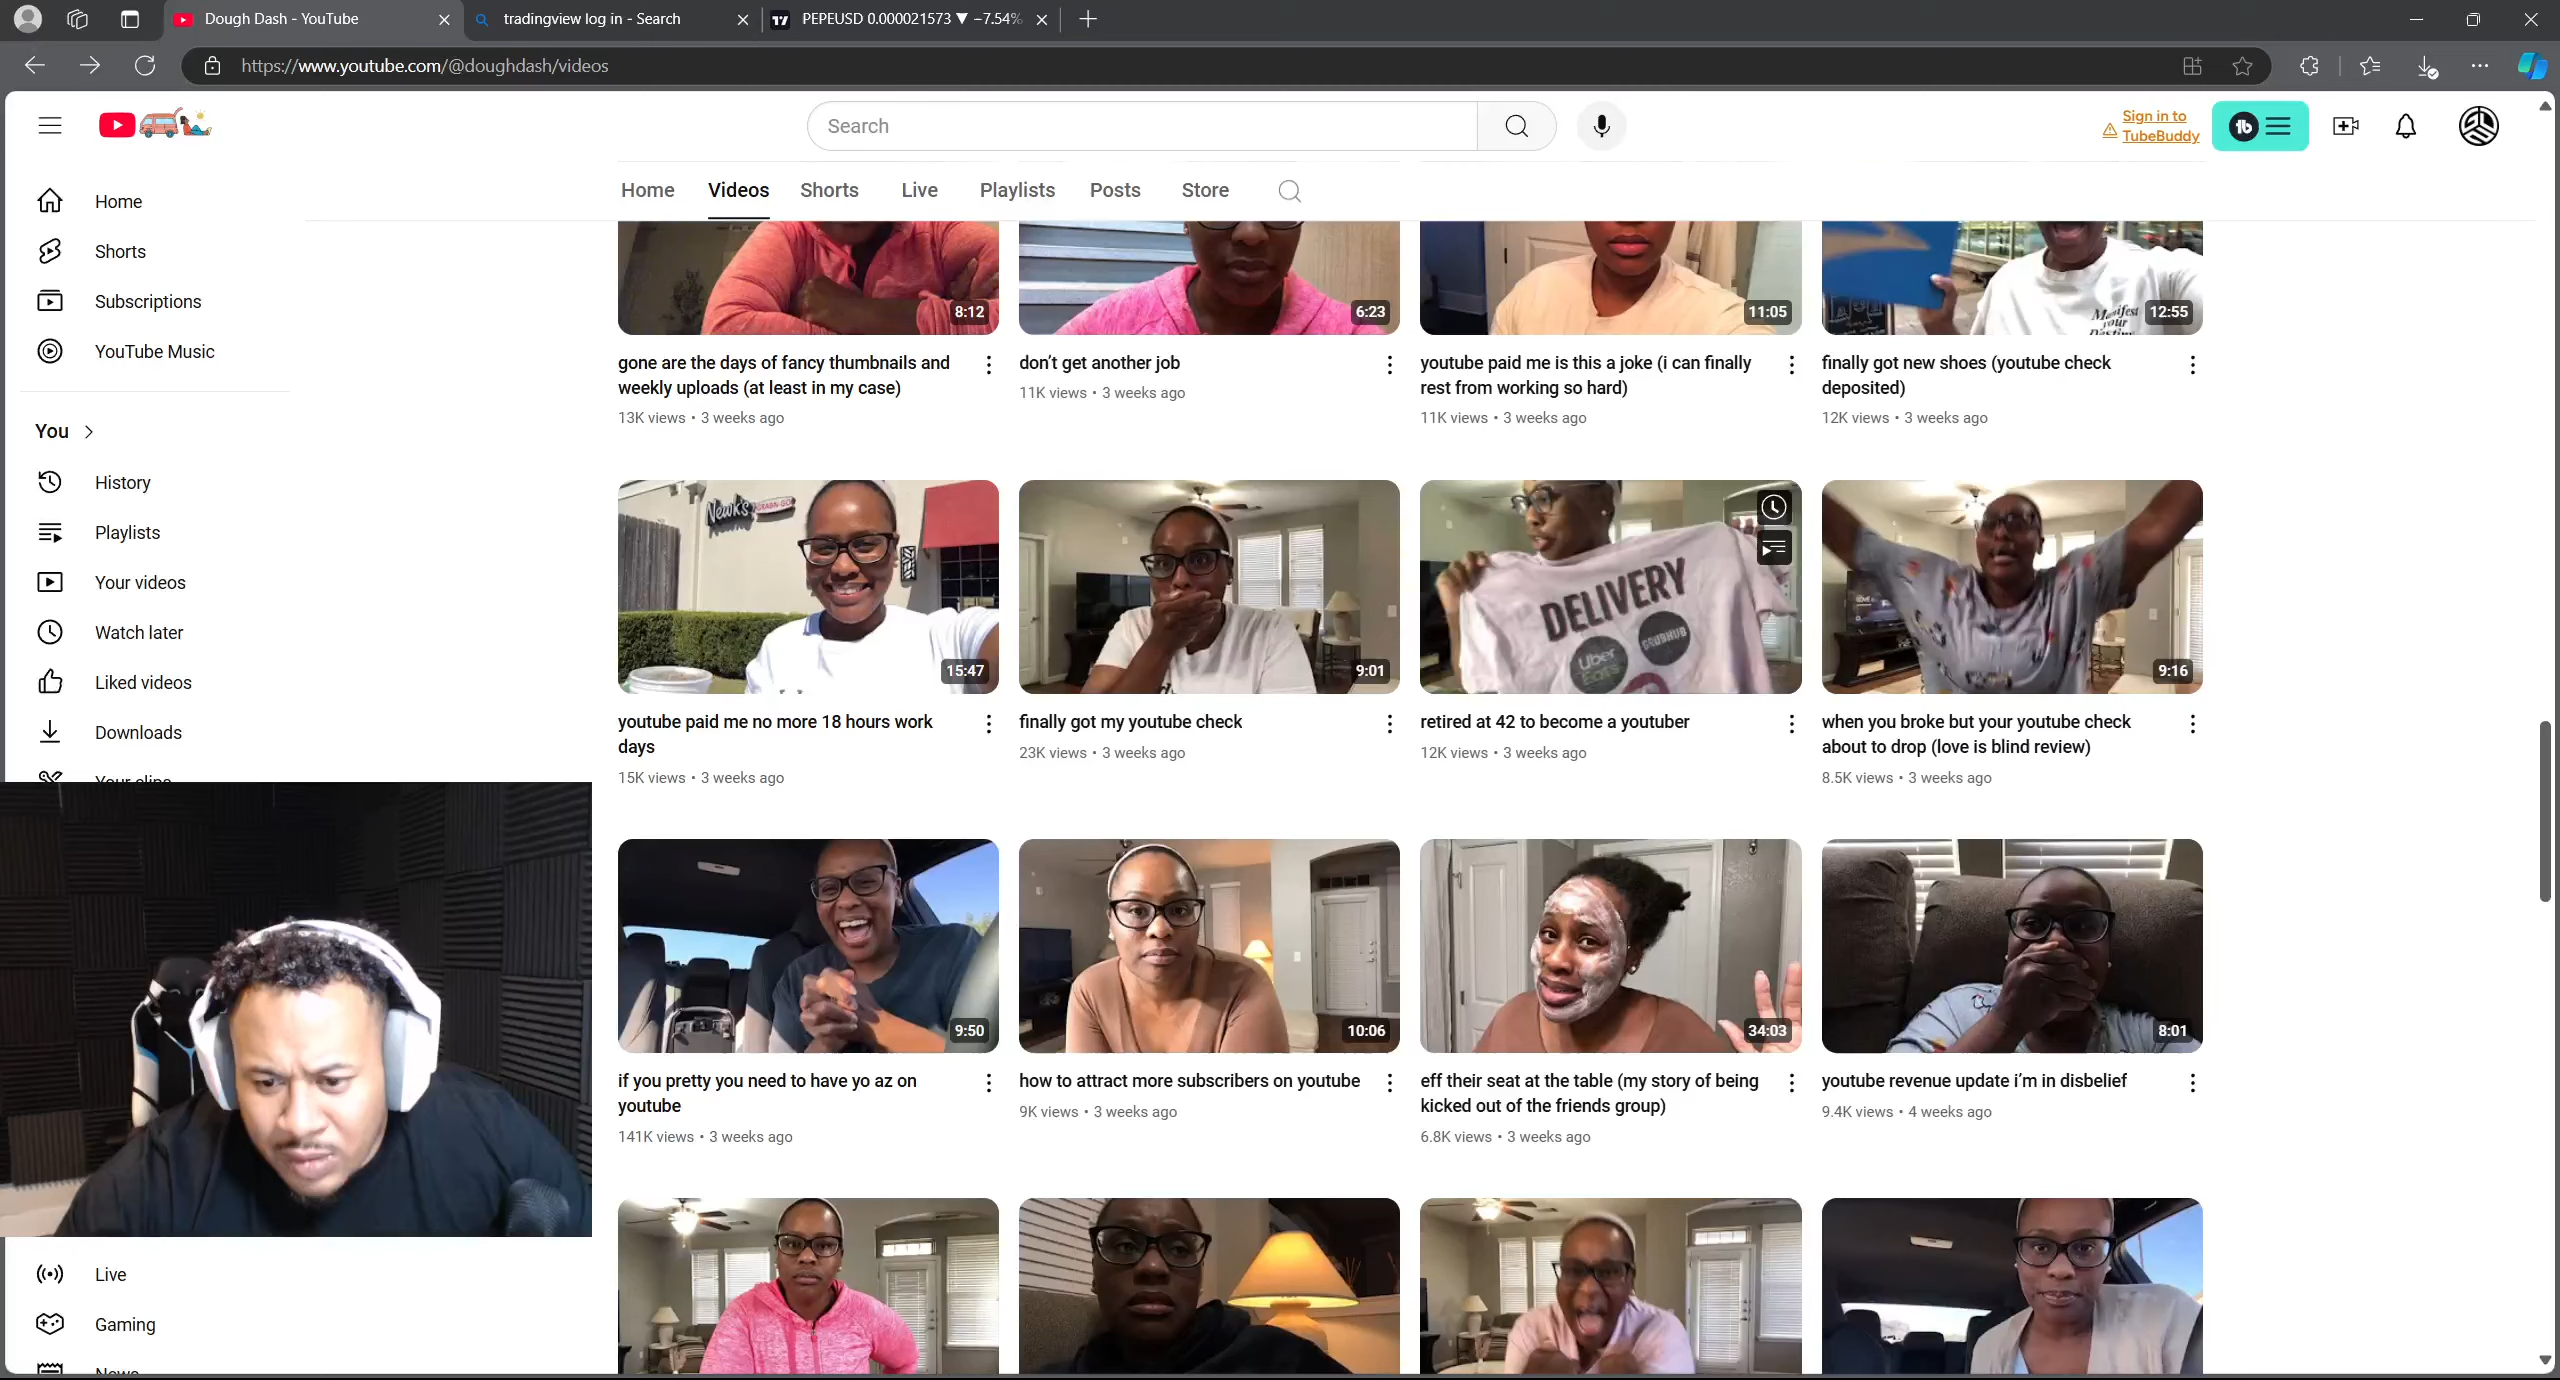 Dough Dash - YouTube
tradingview log in - Search
PEPEUSD 0.000021573 ▼ −7.54%
https://www.youtube.com/@doughdash/videos
Search
Sign in to
TubeBuddy
tb
Home
Videos
Shorts
Live
Playlists
Posts
Store
Home
Shorts
Subscriptions
YouTube Music
You
History
Playlists
Your videos
Watch later
Liked videos
Downloads
Your clips
Live
Gaming
News
8:12
6:23
11:05
Manifest
your
Destiny
12:55
gone are the days of fancy thumbnails and
weekly uploads (at least in my case)
13K views • 3 weeks ago
don't get another job
11K views • 3 weeks ago
youtube paid me is this a joke (i can finally
rest from working so hard)
11K views • 3 weeks ago
finally got new shoes (youtube check
deposited)
12K views • 3 weeks ago
Newk's
15:47
9:01
DELIVERY
Uber
Eats
GRUBHUB
9:16
youtube paid me no more 18 hours work
days
15K views • 3 weeks ago
finally got my youtube check
23K views • 3 weeks ago
retired at 42 to become a youtuber
12K views • 3 weeks ago
when you broke but your youtube check
about to drop (love is blind review)
8.5K views • 3 weeks ago
9:50
10:06
34:03
8:01
if you pretty you need to have yo az on
youtube
141K views • 3 weeks ago
how to attract more subscribers on youtube
9K views • 3 weeks ago
eff their seat at the table (my story of being
kicked out of the friends group)
6.8K views • 3 weeks ago
youtube revenue update i'm in disbelief
9.4K views • 4 weeks ago